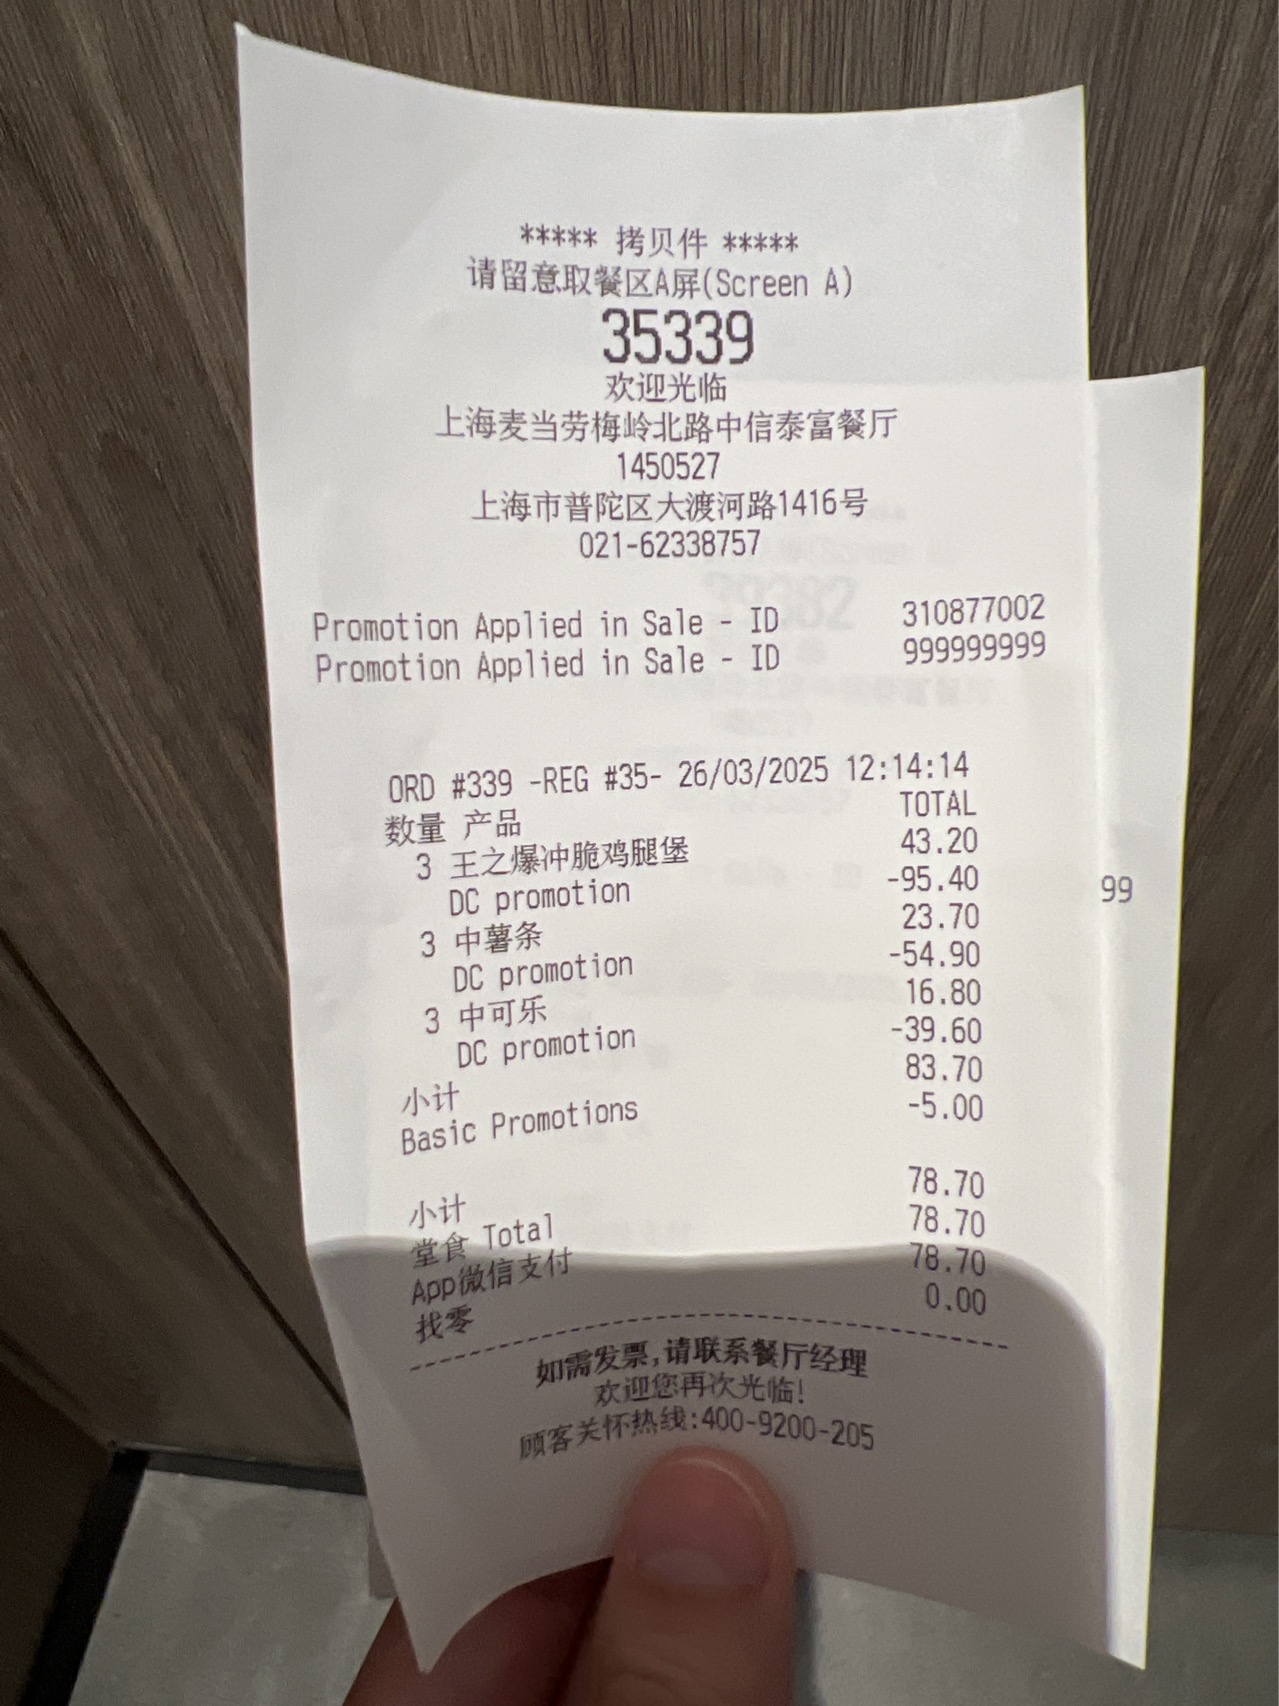 ***** 拷贝件 *****
请留意取餐区A屏(Screen A)
35339
欢迎光临
上海麦当劳梅岭北路中信泰富餐厅
1450527
上海市普陀区大渡河路1416号
021-62338757
Promotion Applied in Sale - ID 310877002
Promotion Applied in Sale - ID 999999999
ORD #339 -REG #35- 26/03/2025 12:14:14
数量 产品 TOTAL
3 王之爆冲脆鸡腿堡 43.20
DC promotion -95.40
3 中薯条 23.70
DC promotion -54.90
3 中可乐 16.80
DC promotion -39.60
小计 83.70
Basic Promotions -5.00
小计 78.70
堂食 Total 78.70
App微信支付 78.70
找零 0.00
如需发票,请联系餐厅经理
欢迎您再次光临!
顾客关怀热线:400-9200-205
99